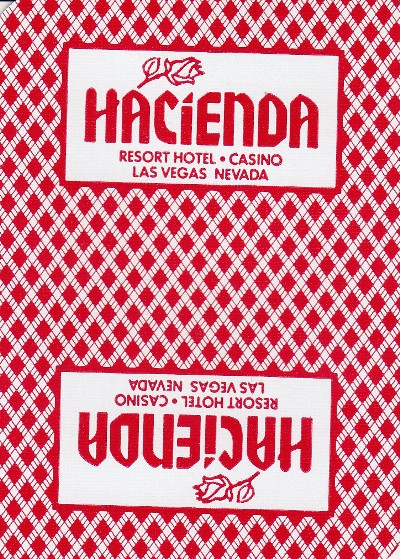 HACiENDA
RESORT HOTEL • CASINO
LAS VEGAS NEVADA
HACiENDA
RESORT HOTEL • CASINO
LAS VEGAS NEVADA